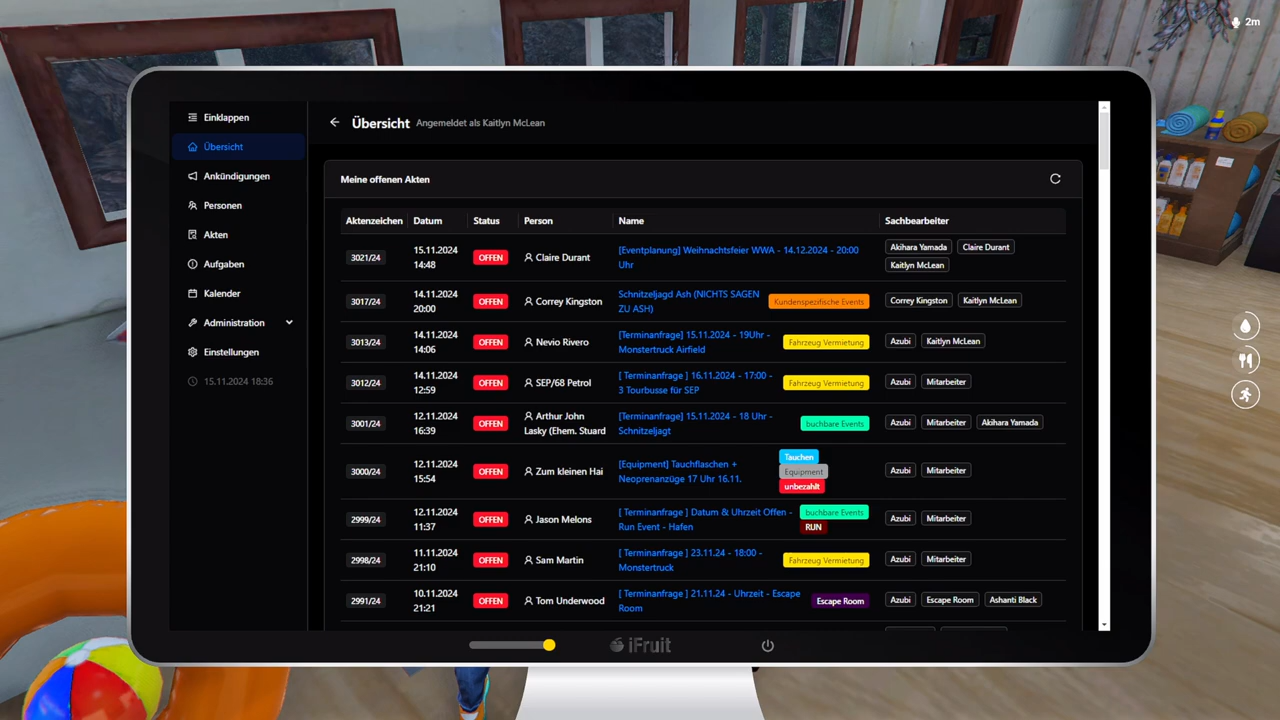 2m
Einklappen
Übersicht
Ankündigungen
Personen
Akten
Aufgaben
Kalender
Administration
Einstellungen
15.11.2024 18:36
Übersicht Angemeldet als Kaitlyn McLean
Meine offenen Akten
Aktenzeichen Datum Status Person Name Sachbearbeiter
3021/24 15.11.2024 14:48 OFFEN Claire Durant
[Eventplanung] Weihnachtsfeier WWA - 14.12.2024 - 20:00
Uhr
Akihara Yamada Claire Durant
Kaitlyn McLean
3017/24 14.11.2024 20:00 OFFEN Correy Kingston
Schnitzeljagd Ash (NICHTS SAGEN
ZU ASH)
Kundenspezifische Events
Correy Kingston Kaitlyn McLean
3013/24 14.11.2024 14:06 OFFEN Nevio Rivero
[Terminanfrage] 15.11.2024 - 19Uhr -
Monstertruck Airfield
Fahrzeug Vermietung
Azubi Kaitlyn McLean
3012/24 14.11.2024 12:59 OFFEN SEP/68 Petrol
[ Terminanfrage ] 16.11.2024 - 17:00 -
3 Tourbusse für SEP
Fahrzeug Vermietung
Azubi Mitarbeiter
3001/24 12.11.2024 16:39 OFFEN
Arthur John
Lasky (Ehem. Stuard
[Terminanfrage] 15.11.2024 - 18 Uhr -
Schnitzeljagt
buchbare Events
Azubi Mitarbeiter Akihara Yamada
3000/24 12.11.2024 15:54 OFFEN Zum kleinen Hai
[Equipment] Tauchflaschen +
Neoprenanzüge 17 Uhr 16.11.
Tauchen
Equipment
unbezahlt
Azubi Mitarbeiter
2999/24 12.11.2024 11:37 OFFEN Jason Melons
[ Terminanfrage ] Datum & Uhrzeit Offen -
Run Event - Hafen
buchbare Events
RUN
Azubi Mitarbeiter
2998/24 11.11.2024 21:10 OFFEN Sam Martin
[ Terminanfrage ] 23.11.24 - 18:00 -
Monstertruck
Fahrzeug Vermietung
Azubi Mitarbeiter
2991/24 10.11.2024 21:21 OFFEN Tom Underwood
[ Terminanfrage ] 21.11.24 - Uhrzeit - Escape
Room
Escape Room
Azubi Escape Room Ashanti Black
iFruit